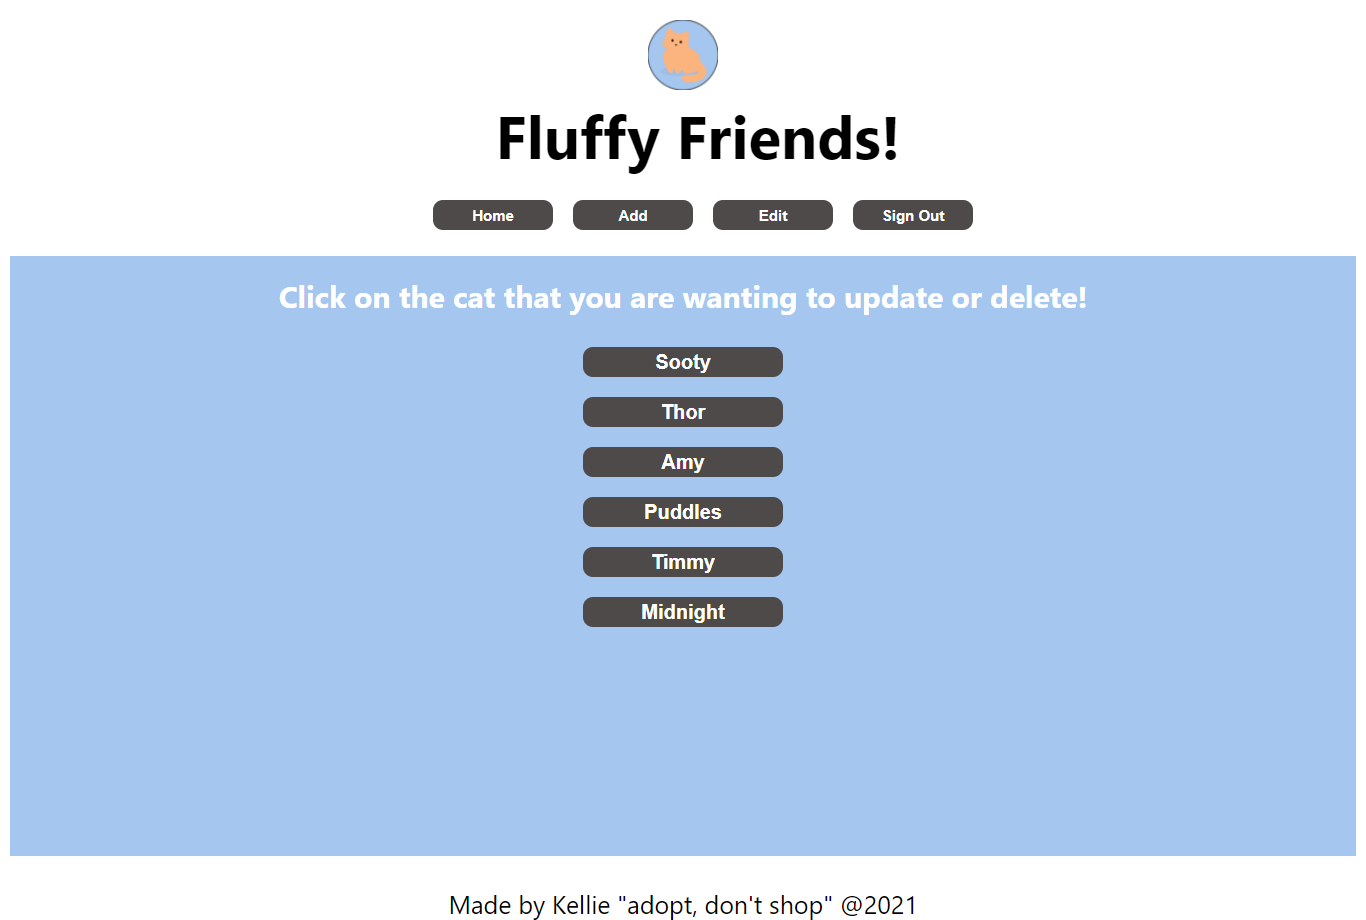 Fluffy Friends!
Home Add Edit Sign Out
Click on the cat that you are wanting to update or delete!
Sooty
Thor
Amy
Puddles
Timmy
Midnight
Made by Kellie "adopt, don't shop" @2021